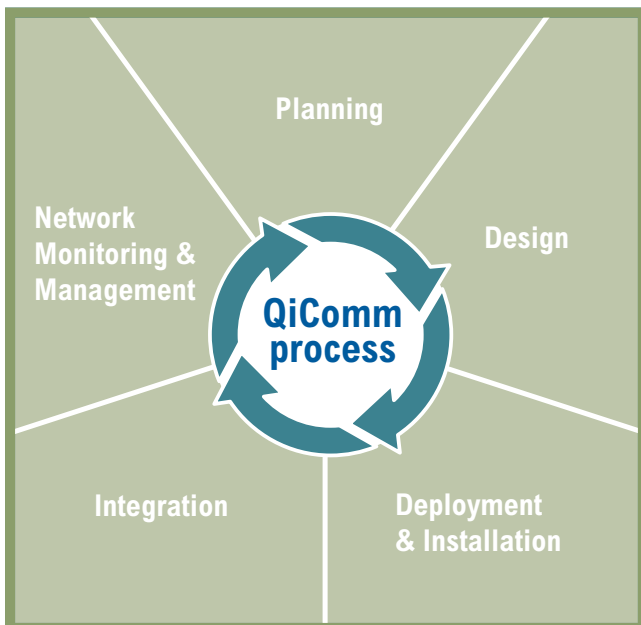 Planning
Design
Deployment
& Installation
Integration
Network
Monitoring &
Management
QiComm
process